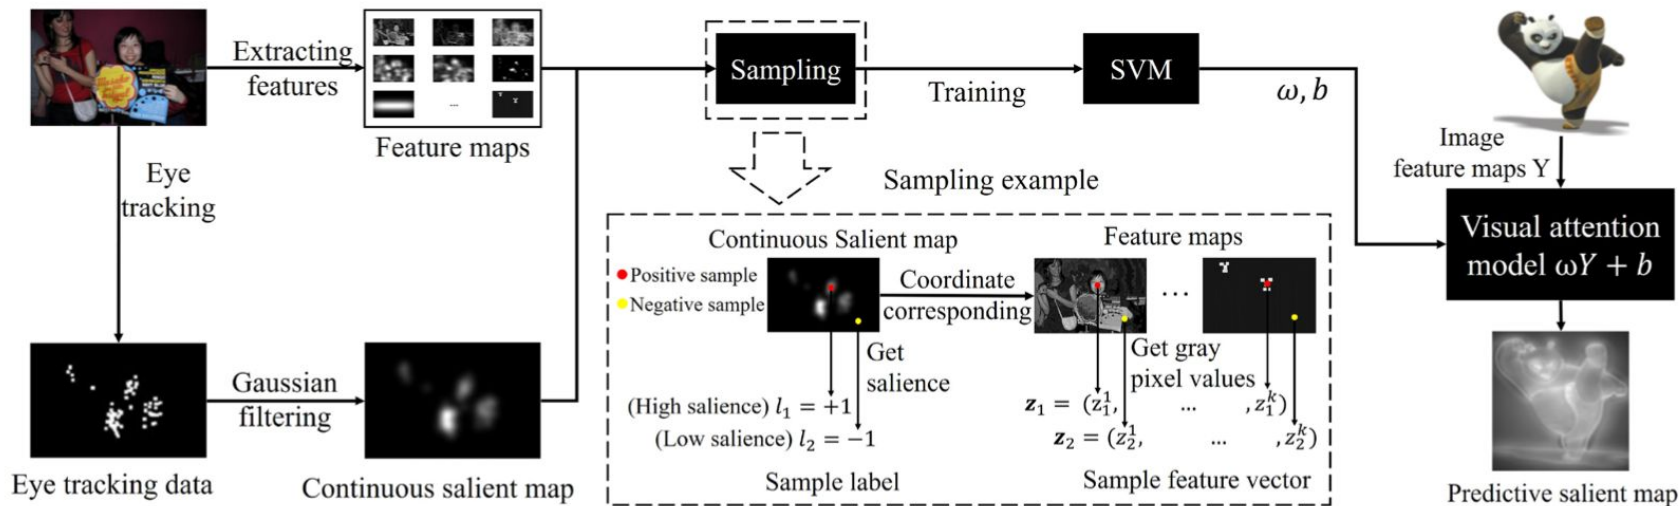 Extracting
features
Feature maps
Eye
tracking
Eye tracking data
Gaussian
filtering
Continuous salient map
Sampling
Training
SVM
ω, b
Sampling example
Continuous Salient map
Positive sample
Negative sample
Coordinate
corresponding
Feature maps
...
Get
salience
Get gray
pixel values
(High salience) l₁ = +1
(Low salience) l₂ = −1
z₁ = (z₁¹, ... , z₁ᵏ)
z₂ = (z₂¹, ... , z₂ᵏ)
Sample label
Sample feature vector
Image
feature maps Y
Visual attention
model ωY + b
Predictive salient map